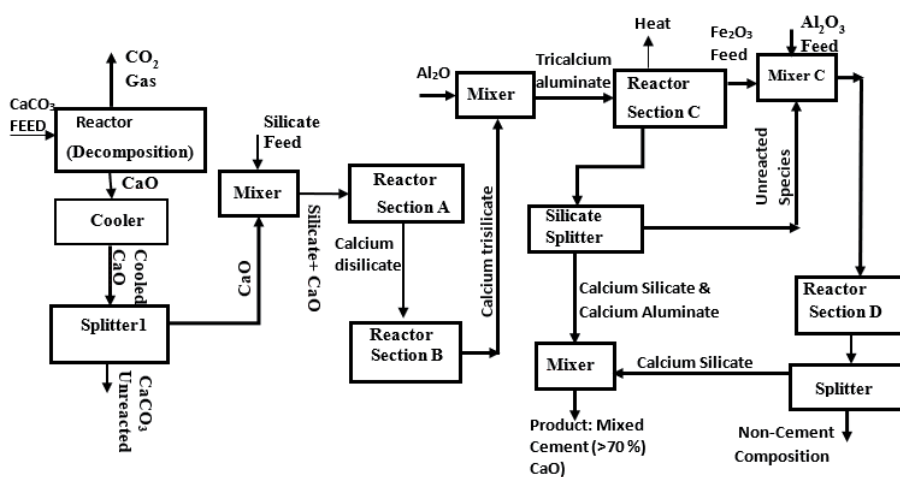 CO₂
Gas
CaCO₃
FEED
Reactor
(Decomposition)
CaO
Cooler
Cooled
CaO
Splitter1
CaCO₃
Unreacted
Silicate
Feed
Mixer
CaO
Silicate+ CaO
Reactor
Section A
Calcium
disilicate
Reactor
Section B
Calcium trisilicate
Al₂O
Mixer
Tricalcium
aluminate
Heat
Reactor
Section C
Fe₂O₃
Feed
Al₂O₃
Feed
Mixer C
Unreacted
Species
Silicate
Splitter
Calcium Silicate &
Calcium Aluminate
Reactor
Section D
Mixer
Calcium Silicate
Splitter
Product: Mixed
Cement (>70 %)
CaO)
Non-Cement
Composition